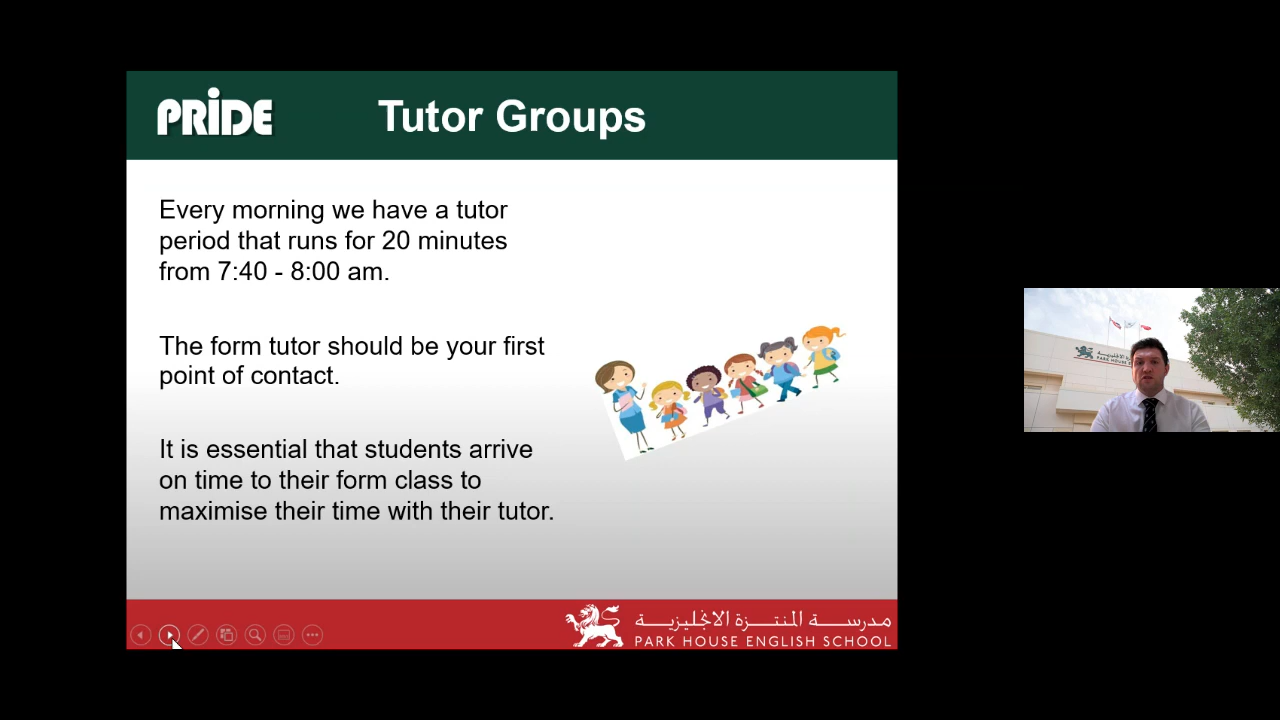 PRIDE
Tutor Groups
Every morning we have a tutor
period that runs for 20 minutes
from 7:40 - 8:00 am.
The form tutor should be your first
point of contact.
It is essential that students arrive
on time to their form class to
maximise their time with their tutor.
مدرسة المنتزة الانجليزية
PARK HOUSE ENGLISH SCHOOL